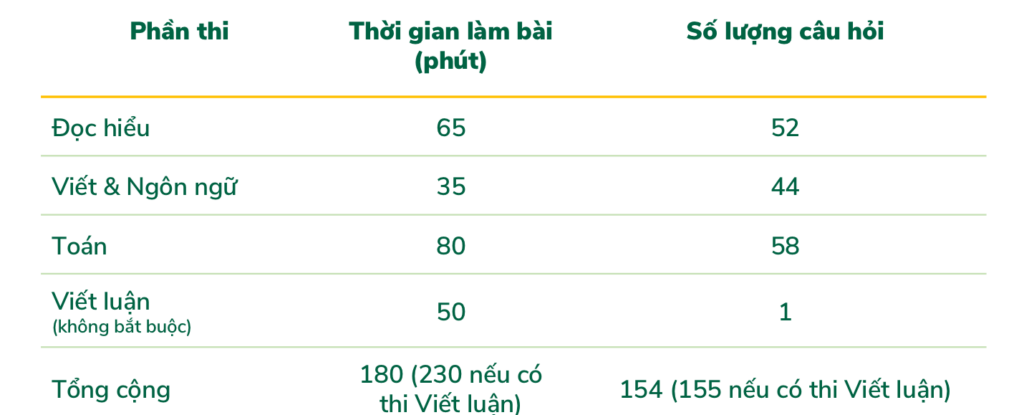 Phần thi Thời gian làm bài Số lượng câu hỏi
(phút)
Đọc hiểu 65 52
Viết & Ngôn ngữ 35 44
Toán 80 58
Viết luận 50 1
(không bắt buộc)
Tổng cộng 180 (230 nếu có 154 (155 nếu có thi Viết luận)
thi Viết luận)